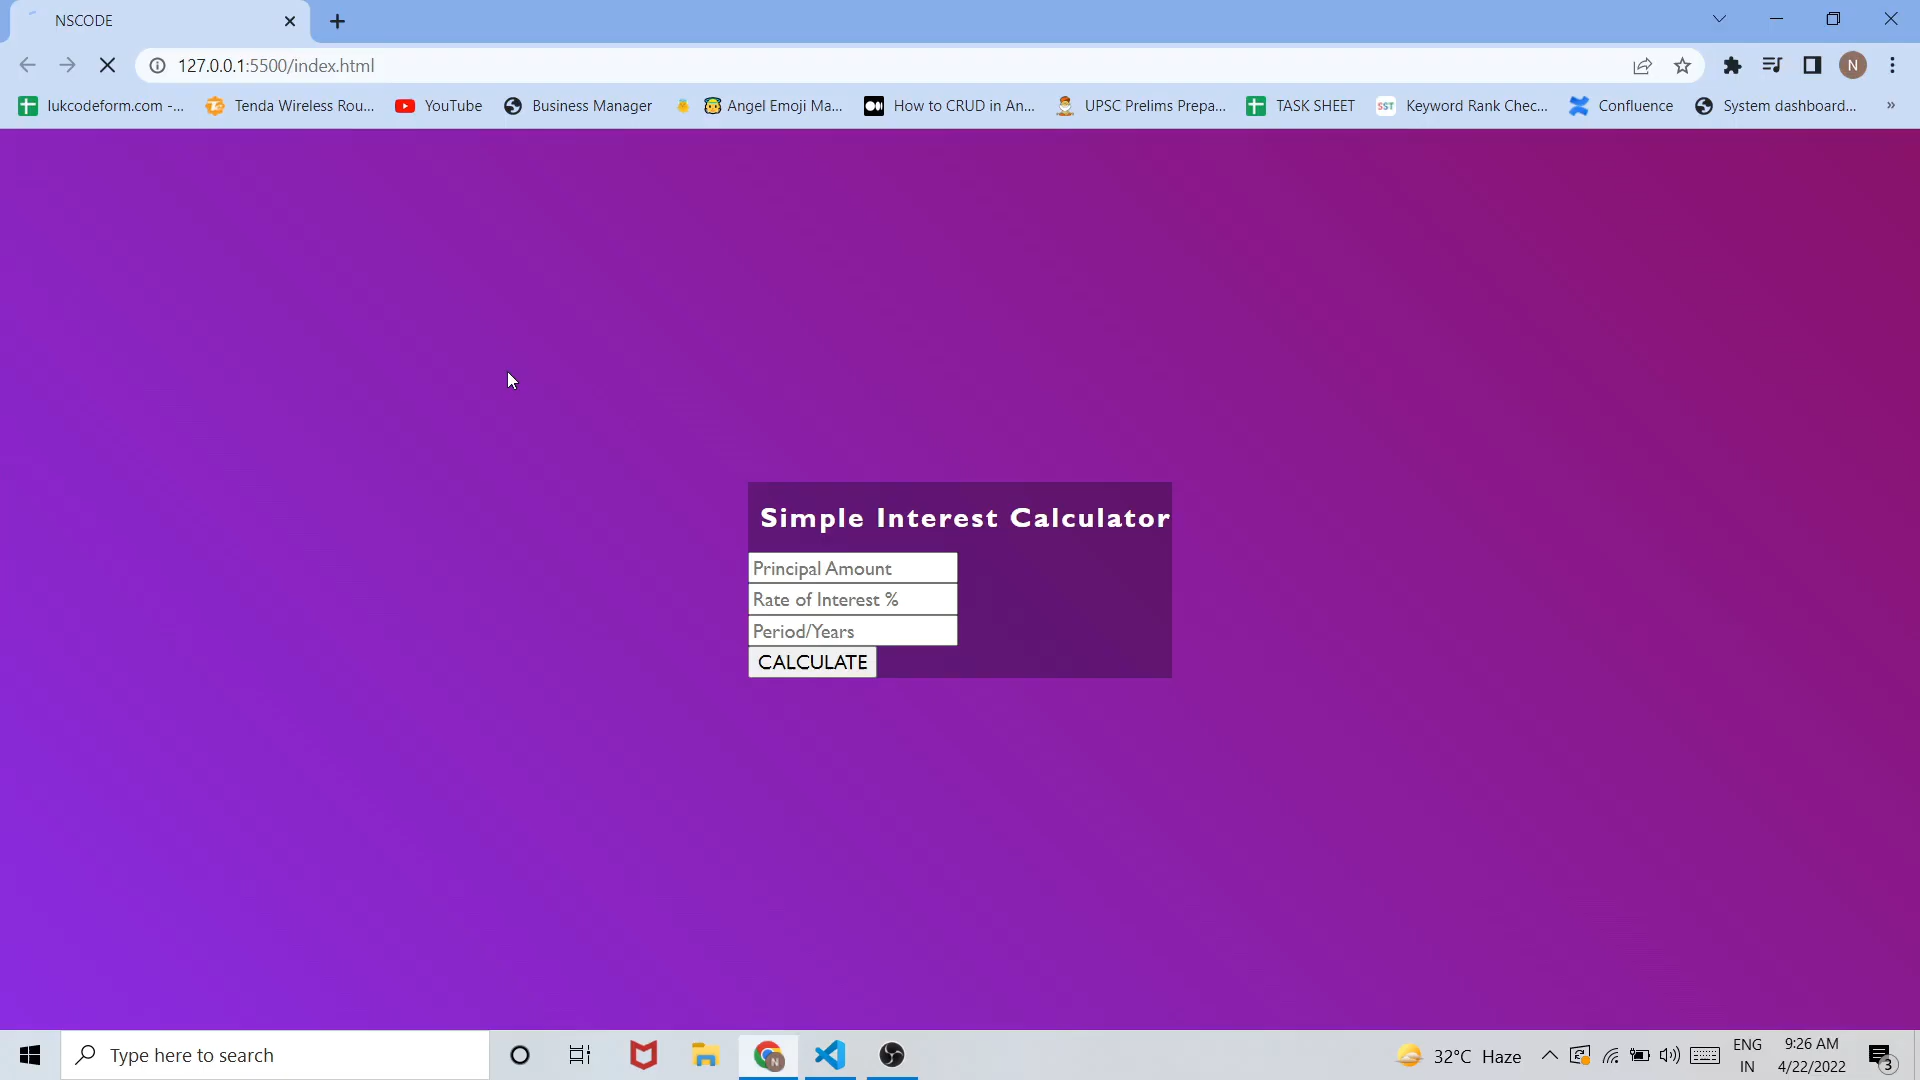 NSCODE
127.0.0.1:5500/index.html
N
lukcodeform.com -...
Tenda Wireless Rou...
YouTube
Business Manager
Angel Emoji Ma...
How to CRUD in An...
UPSC Prelims Prepa...
TASK SHEET
SST
Keyword Rank Chec...
Confluence
System dashboard...
»
Simple Interest Calculator
Principal Amount
Rate of Interest %
Period/Years
CALCULATE
Type here to search
N
32°C Haze
ENG
IN
9:26 AM
4/22/2022
3